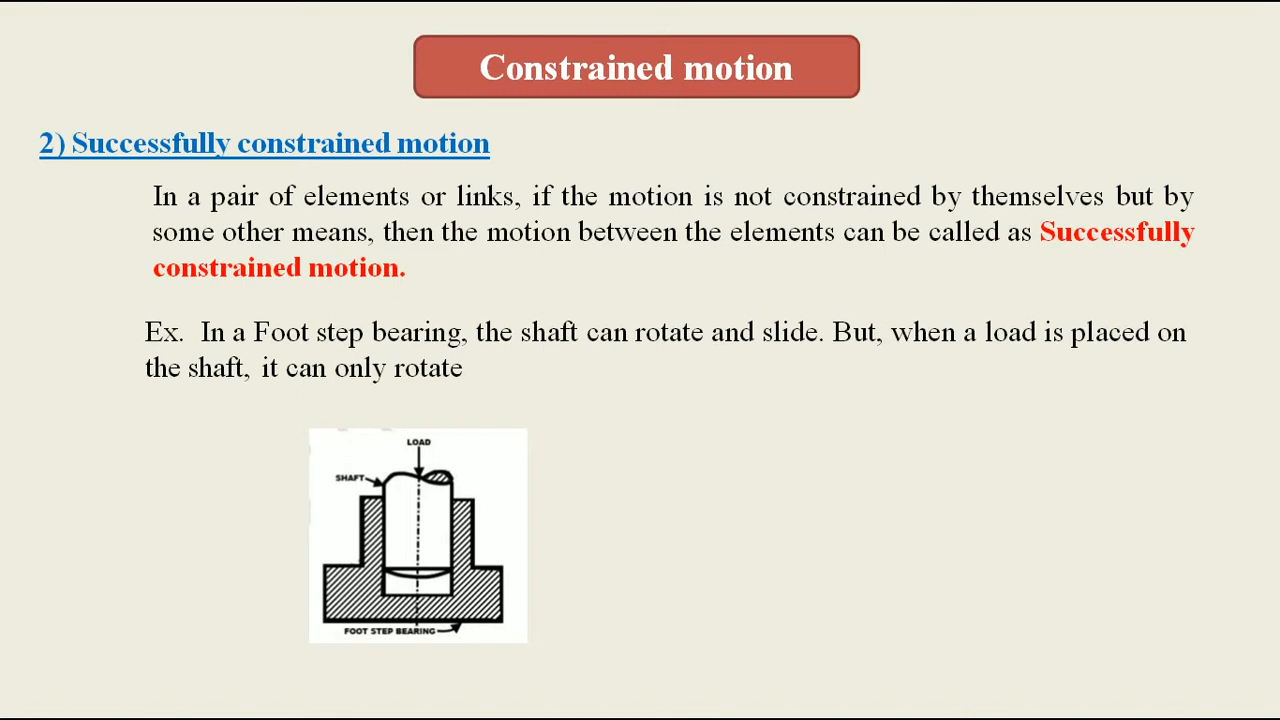 Constrained motion
2) Successfully constrained motion
In a pair of elements or links, if the motion is not constrained by themselves but by
some other means, then the motion between the elements can be called as Successfully
constrained motion.
Ex. In a Foot step bearing, the shaft can rotate and slide. But, when a load is placed on
the shaft, it can only rotate
LOAD
SHAFT
FOOT STEP BEARING